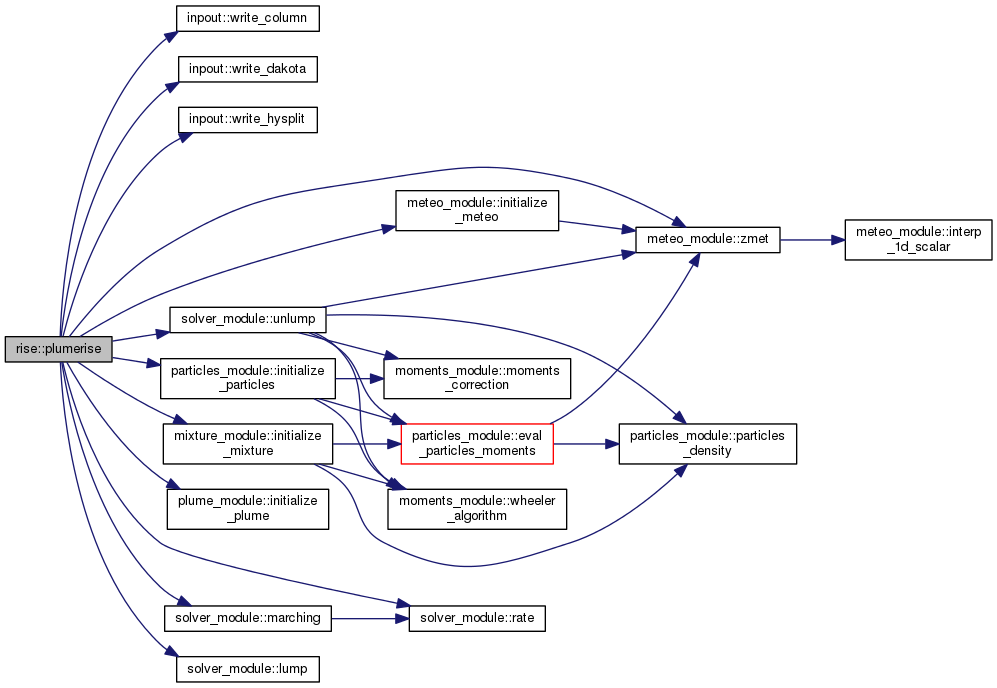 inpout::write_column
inpout::write_dakota
inpout::write_hysplit
meteo_module::initialize
_meteo
meteo_module::zmet
meteo_module::interp
_1d_scalar
solver_module::unlump
rise::plumerise
particles_module::initialize
_particles
moments_module::moments
_correction
mixture_module::initialize
_mixture
particles_module::eval
_particles_moments
particles_module::particles
_density
plume_module::initialize
_plume
moments_module::wheeler
_algorithm
solver_module::marching
solver_module::rate
solver_module::lump